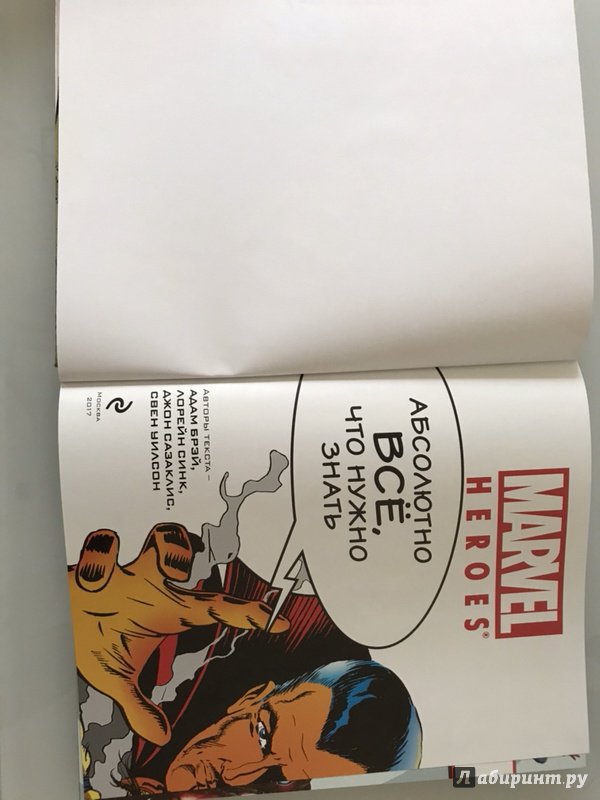 MARVEL
HEROES®
АБСОЛЮТНО
ВСЁ,
ЧТО НУЖНО
ЗНАТЬ
АВТОРЫ ТЕКСТА –
АДАМ БРЭЙ,
ЛОРЕЙН СИНК,
ДЖОН САЗАКЛИС,
СВЕН УИЛСОН
МОСКВА
2017
Лабиринт.ру